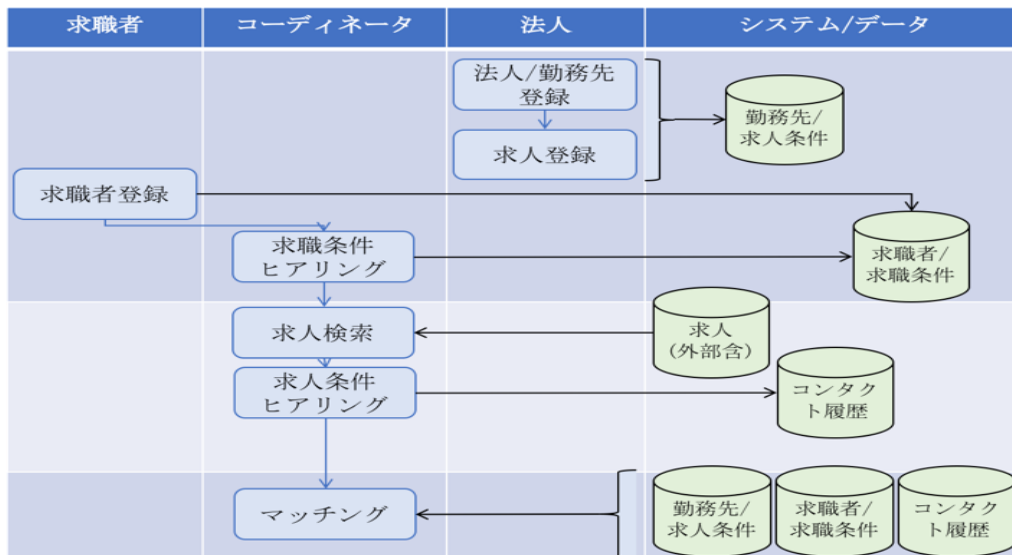 求職者
コーディネータ
法人
システム/データ
法人/勤務先
登録
勤務先/
求人条件
求人登録
求職者登録
求職条件
ヒアリング
求職者/
求職条件
求人検索
求人
(外部含)
求人条件
ヒアリング
コンタク
ト履歴
マッチング
勤務先/
求人条件
求職者/
求職条件
コンタク
ト履歴